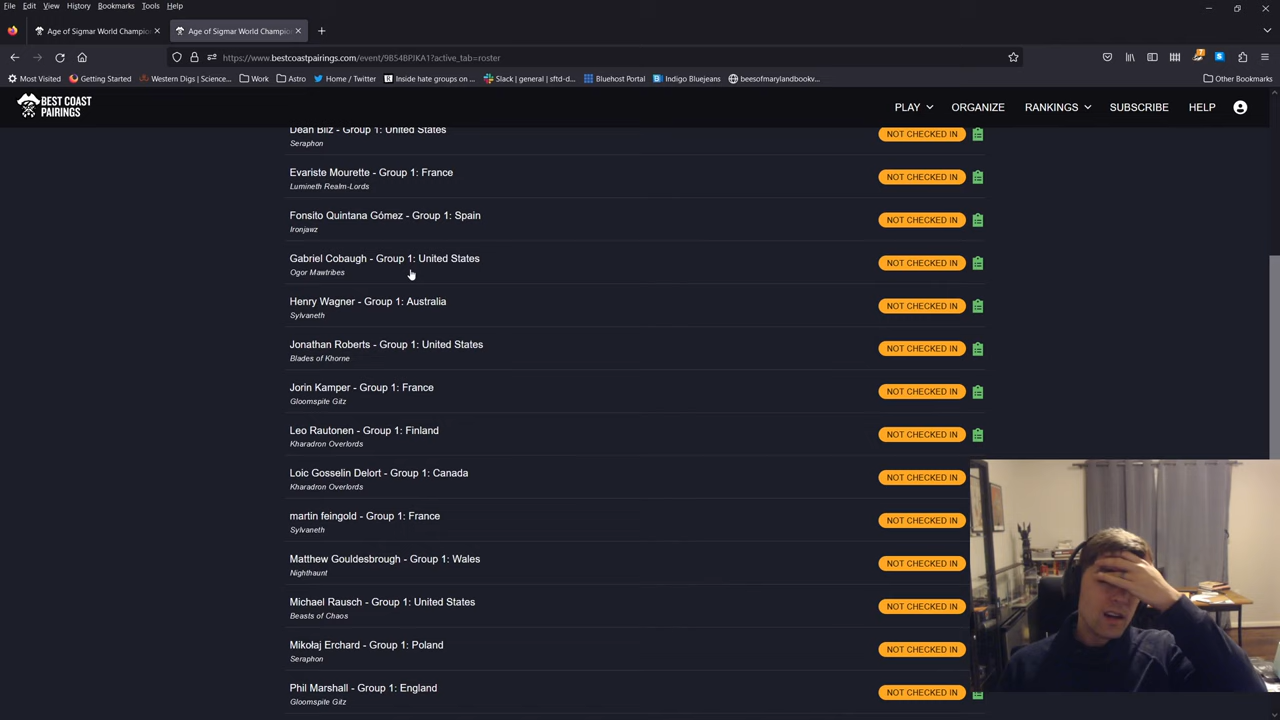 File Edit View History Bookmarks Tools Help
Age of Sigmar World Champion
Age of Sigmar World Champio
https://www.bestcoastpairings.com/event/9B54BPJKA1?active_tab=roster
Most Visited Getting Started Western Digs | Science... Work Astro Home / Twitter Inside hate groups on ... Slack | general | sftd-d... Bluehost Portal Indigo Bluejeans beesofmarylandbookv... Other Bookmarks
BEST COAST
PAIRINGS
PLAY ORGANIZE RANKINGS SUBSCRIBE HELP
Dean Bilz - Group 1: United States
Seraphon
NOT CHECKED IN
Evariste Mourette - Group 1: France
Lumineth Realm-Lords
NOT CHECKED IN
Fonsito Quintana Gómez - Group 1: Spain
Ironjawz
NOT CHECKED IN
Gabriel Cobaugh - Group 1: United States
Ogor Mawtribes
NOT CHECKED IN
Henry Wagner - Group 1: Australia
Sylvaneth
NOT CHECKED IN
Jonathan Roberts - Group 1: United States
Blades of Khorne
NOT CHECKED IN
Jorin Kamper - Group 1: France
Gloomspite Gitz
NOT CHECKED IN
Leo Rautonen - Group 1: Finland
Kharadron Overlords
NOT CHECKED IN
Loic Gosselin Delort - Group 1: Canada
Kharadron Overlords
NOT CHECKED IN
martin feingold - Group 1: France
Sylvaneth
NOT CHECKED IN
Matthew Gouldesbrough - Group 1: Wales
Nighthaunt
NOT CHECKED IN
Michael Rausch - Group 1: United States
Beasts of Chaos
NOT CHECKED IN
Mikołaj Erchard - Group 1: Poland
Seraphon
NOT CHECKED IN
Phil Marshall - Group 1: England
Gloomspite Gitz
NOT CHECKED IN